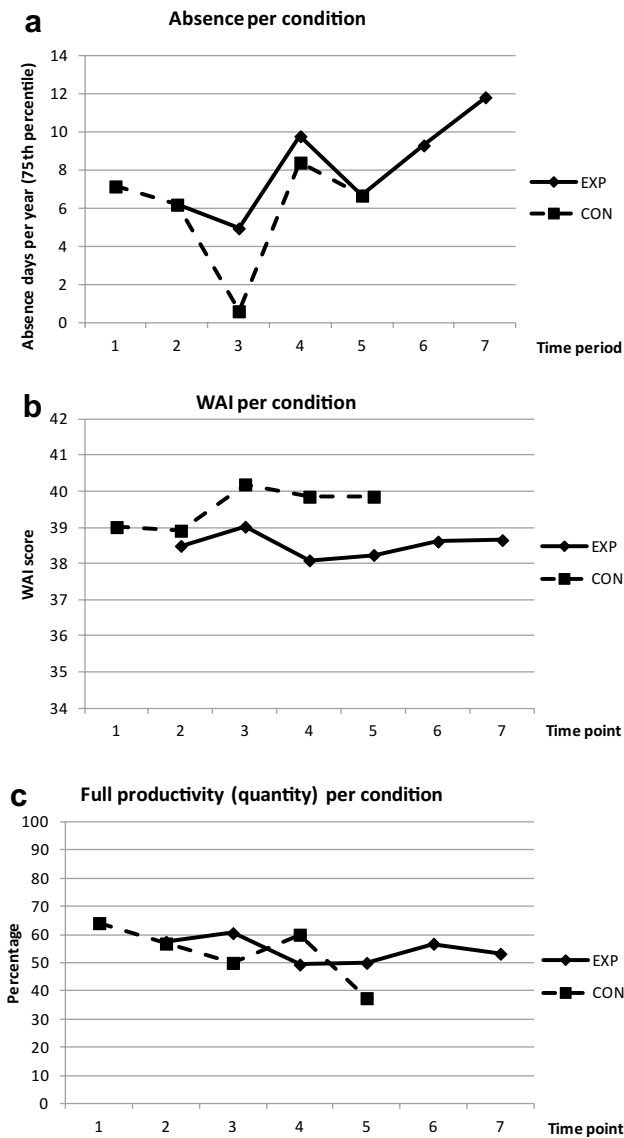 a
Absence per condition
Absence days per year (75th percentile)
14
12
10
8
6
4
2
0
1 2 3 4 5 6 7
Time period
EXP
CON
b
WAI per condition
WAI score
42
41
40
39
38
37
36
35
34
1 2 3 4 5 6 7
Time point
EXP
CON
c
Full productivity (quantity) per condition
Percentage
100
90
80
70
60
50
40
30
20
10
0
1 2 3 4 5 6 7
Time point
EXP
CON